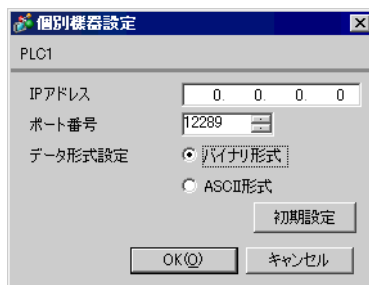 個別機器設定
PLC1
IPアドレス 0. 0. 0. 0
ポート番号 12289
データ形式設定 バイナリ形式
ASCII形式
初期設定
OK(O) キャンセル